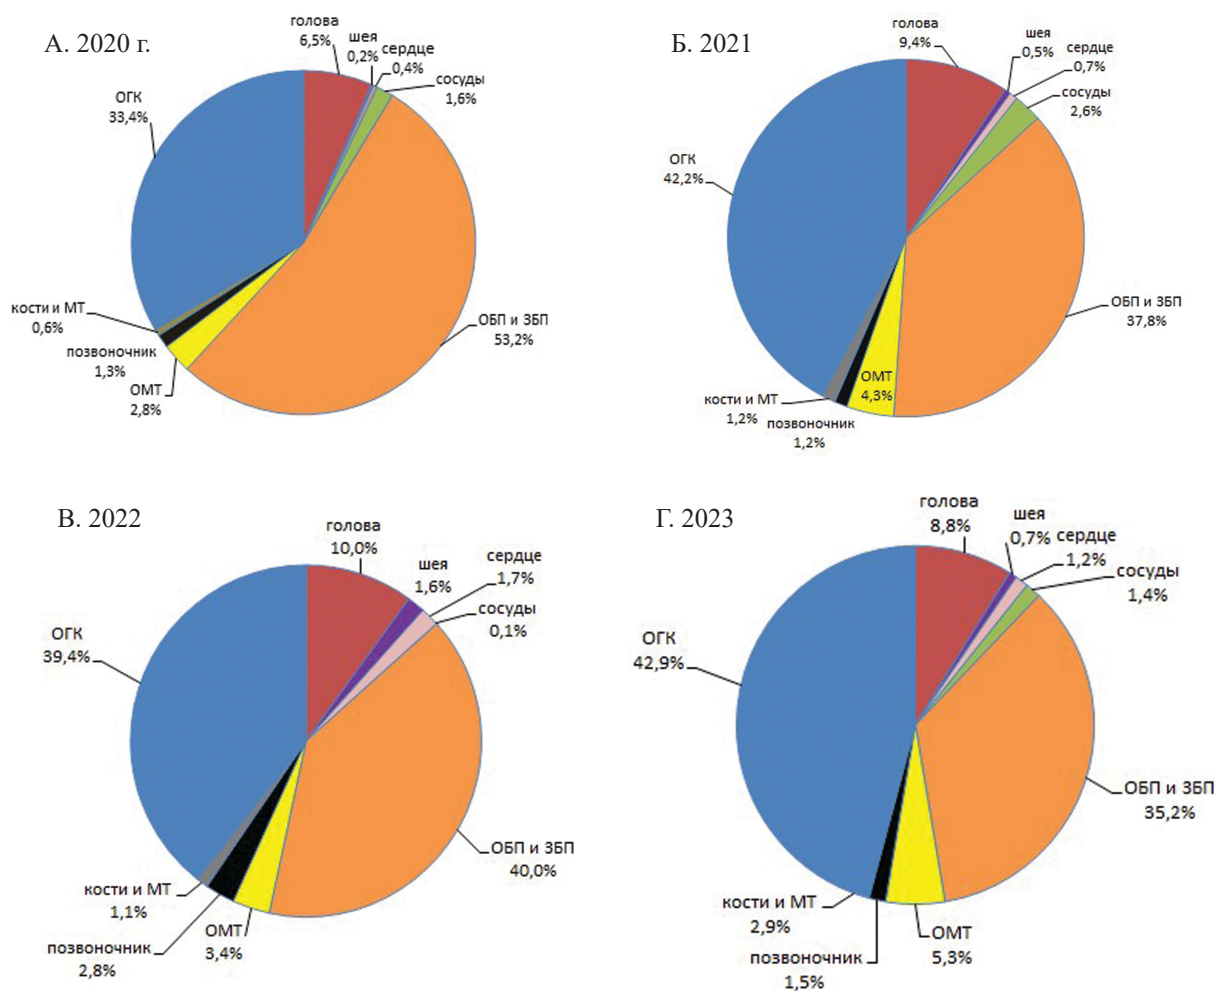 А. 2020 г.
голова
6,5%
шея
0,2%
сердце
0,4%
сосуды
1,6%
ОБП и ЗБП
53,2%
ОМТ
2,8%
позвоночник
1,3%
кости и МТ
0,6%
ОГК
33,4%
Б. 2021
голова
9,4%
шея
0,5%
сердце
0,7%
сосуды
2,6%
ОБП и ЗБП
37,8%
ОМТ
4,3%
позвоночник
1,2%
кости и МТ
1,2%
ОГК
42,2%
В. 2022
голова
10,0%
шея
1,6%
сердце
1,7%
сосуды
0,1%
ОБП и ЗБП
40,0%
ОМТ
3,4%
позвоночник
2,8%
кости и МТ
1,1%
ОГК
39,4%
Г. 2023
голова
8,8%
шея
0,7%
сердце
1,2%
сосуды
1,4%
ОБП и ЗБП
35,2%
ОМТ
5,3%
позвоночник
1,5%
кости и МТ
2,9%
ОГК
42,9%